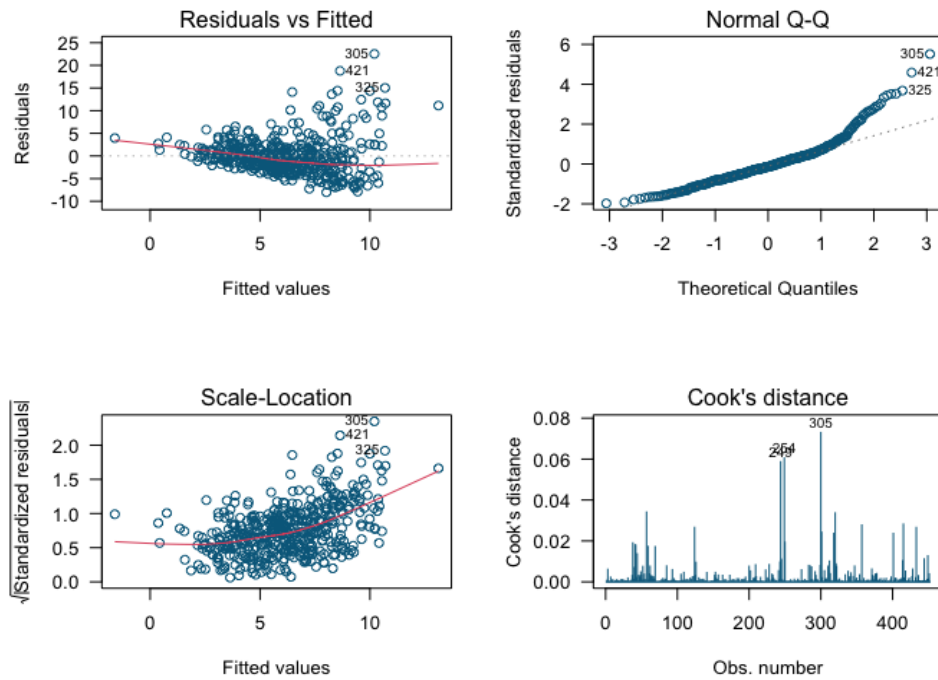 Residuals vs Fitted
25
20
15
10
5
0
-5
-10
Residuals
305
421
325
0 5 10
Fitted values
Normal Q-Q
6
4
2
0
-2
Standardized residuals
305
421
325
-3 -2 -1 0 1 2 3
Theoretical Quantiles
Scale-Location
2.0
1.5
1.0
0.5
0.0
√|Standardized residuals|
305
421
325
0 5 10
Fitted values
Cook's distance
0.08
0.06
0.04
0.02
0.00
Cook's distance
305
254
0 100 200 300 400
Obs. number